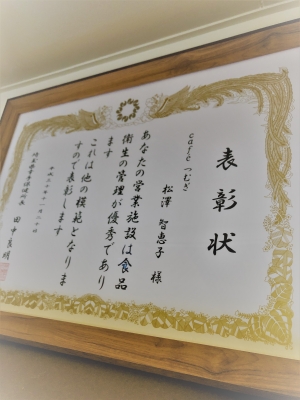 表彰状
cafe つむぎ
松澤 智恵子 様
あなたの営業施設は食品
衛生の管理が優秀であり
ます
これは他の模範となりま
すので表彰します